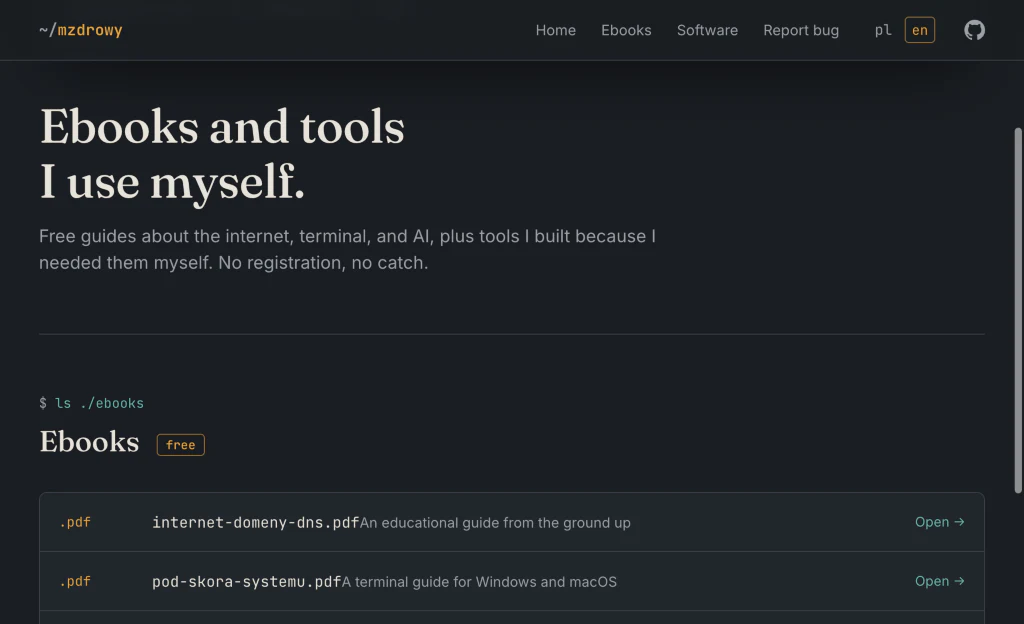 ~/mzdrowy
Home Ebooks Software Report bug pl en
Ebooks and tools
I use myself.
Free guides about the internet, terminal, and AI, plus tools I built because I
needed them myself. No registration, no catch.
$ ls ./ebooks
Ebooks free
.pdf internet-domeny-dns.pdfAn educational guide from the ground up Open →
.pdf pod-skora-systemu.pdfA terminal guide for Windows and macOS Open →